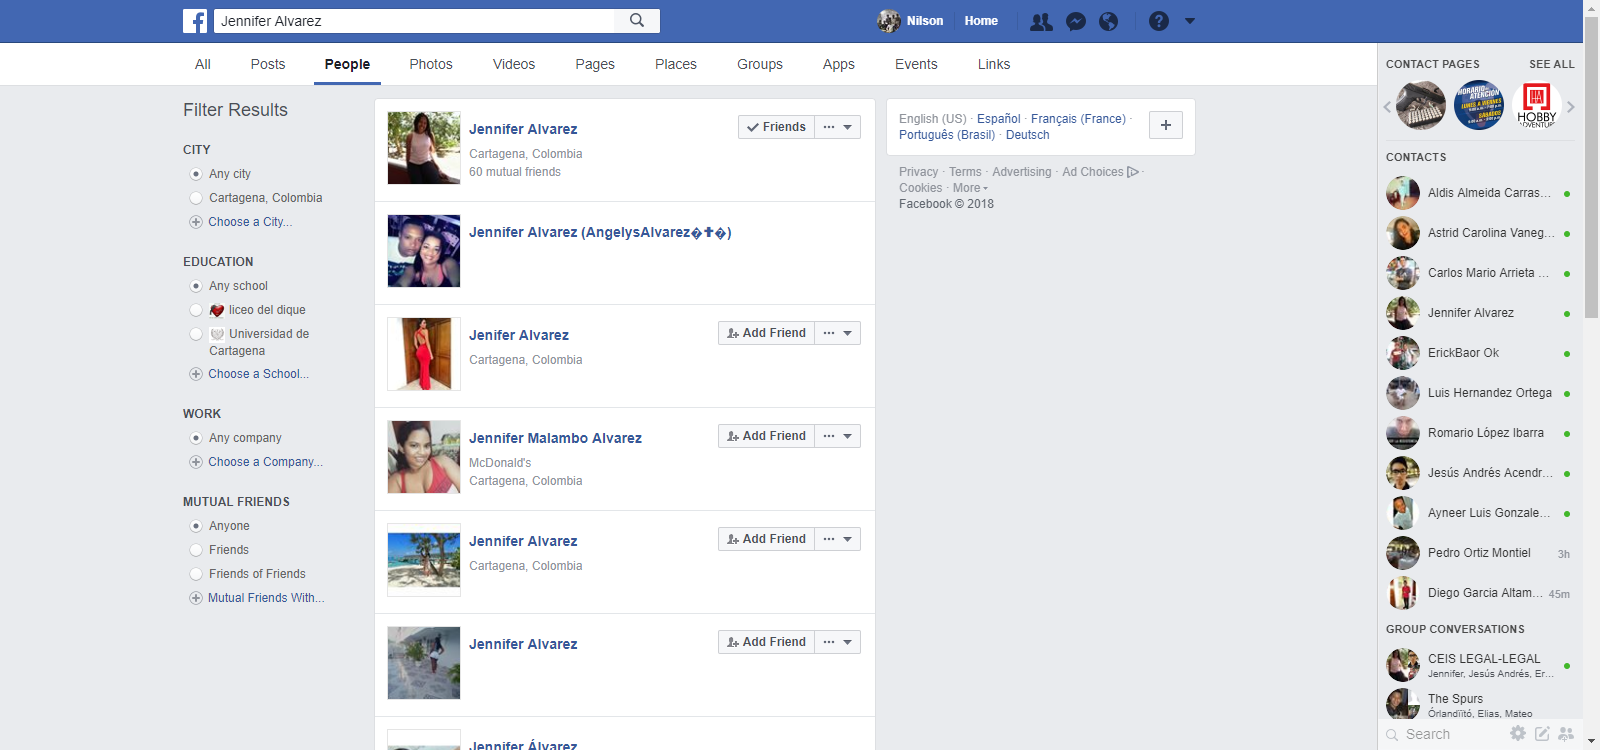 Jennifer Alvarez
Nilson
Home
All
Posts
People
Photos
Videos
Pages
Places
Groups
Apps
Events
Links
Filter Results
CITY
Any city
Cartagena, Colombia
Choose a City...
EDUCATION
Any school
liceo del dique
Universidad de
Cartagena
Choose a School...
WORK
Any company
Choose a Company...
MUTUAL FRIENDS
Anyone
Friends
Friends of Friends
Mutual Friends With...
Jennifer Alvarez
Friends
Cartagena, Colombia
60 mutual friends
Jennifer Alvarez (AngelysAlvarez�✝�)
Jenifer Alvarez
Add Friend
Cartagena, Colombia
Jennifer Malambo Alvarez
Add Friend
McDonald's
Cartagena, Colombia
Jennifer Alvarez
Add Friend
Cartagena, Colombia
Jennifer Alvarez
Add Friend
Jennifer Álvarez
English (US) · Español · Français (France) ·
Português (Brasil) · Deutsch
Privacy · Terms · Advertising · Ad Choices ·
Cookies · More
Facebook © 2018
CONTACT PAGES
SEE ALL
HORARIO DE
ATENCIÓN
LUNES A VIERNES
SÁBADOS
HOBBY
ADVENTURE
CONTACTS
Aldis Almeida Carras...
Astrid Carolina Vaneg...
Carlos Mario Arrieta ...
Jennifer Alvarez
ErickBaor Ok
Luis Hernandez Ortega
Romario López Ibarra
Jesús Andrés Acendr...
Ayneer Luis Gonzale...
Pedro Ortiz Montiel 3h
Diego Garcia Altam... 45m
GROUP CONVERSATIONS
CEIS LEGAL-LEGAL
Jennifer, Jesús Andrés, Er...
The Spurs
Órlandïïtó, Elias, Mateo
Search